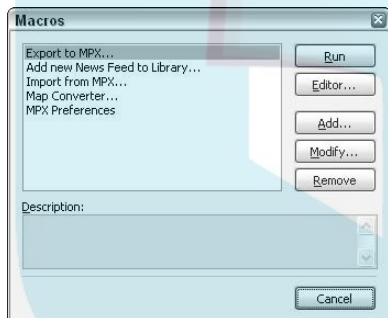 Macros
Export to MPX...
Add new News Feed to Library...
Import from MPX...
Map Converter...
MPX Preferences
Run
Editor...
Add...
Modify...
Remove
Description:
Cancel